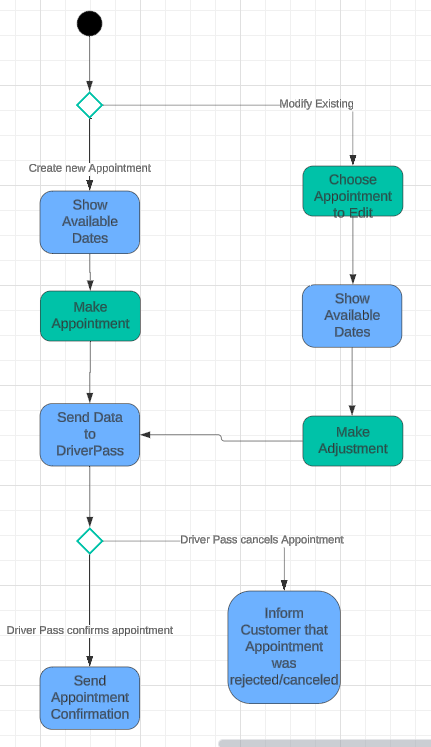 Modify Existing
Create new Appointment
Choose
Appointment
to Edit
Show
Available
Dates
Make
Appointment
Show
Available
Dates
Send Data
to
DriverPass
Make
Adjustment
Driver Pass cancels Appointment
Driver Pass confirms appointment
Inform
Customer that
Appointment
was
rejected/canceled
Send
Appointment
Confirmation